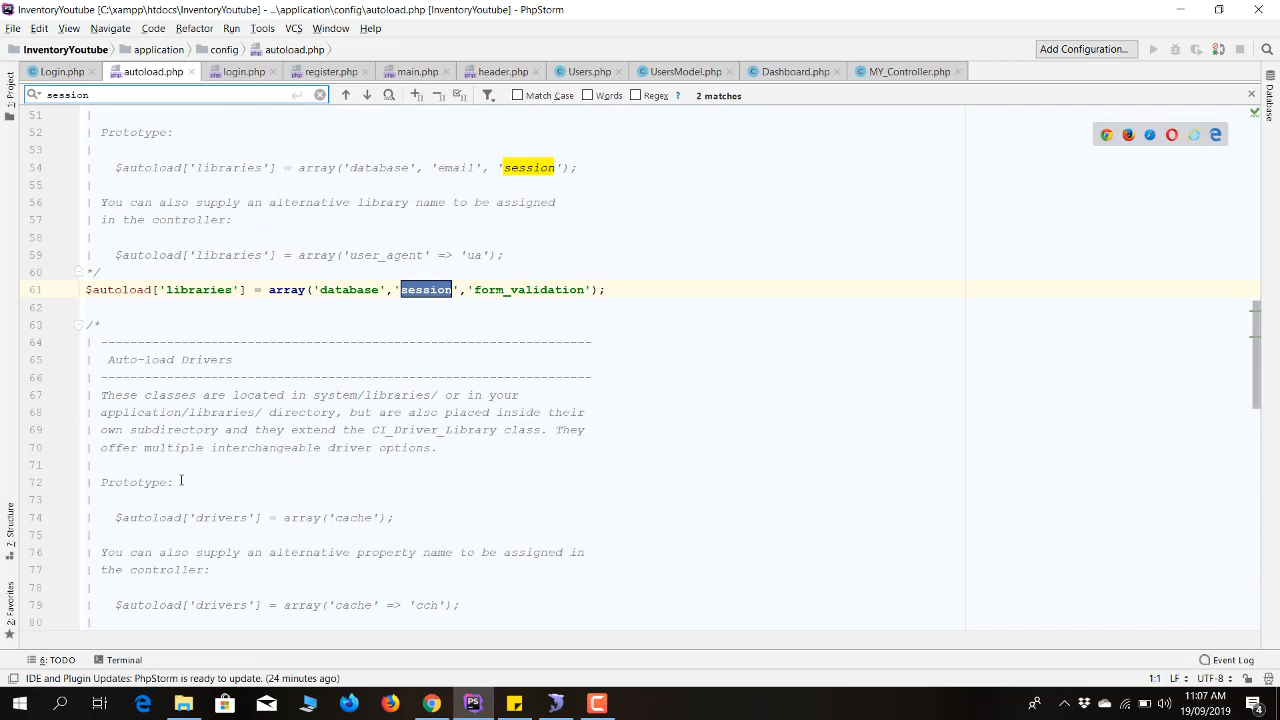 InventoryYoutube [C:\xampp\htdocs\InventoryYoutube] - ...\application\config\autoload.php [InventoryYoutube] - PhpStorm
File Edit View Navigate Code Refactor Run Tools VCS Window Help
InventoryYoutube application config autoload.php Add Configuration...
Login.php autoload.php login.php register.php main.php header.php Users.php UsersModel.php Dashboard.php MY_Controller.php
session Match Case Words Regex ? 2 matches
1: Project
Database
51 |
52 | Prototype:
53 |
54 | $autoload['libraries'] = array('database', 'email', 'session');
55 |
56 | You can also supply an alternative library name to be assigned
57 | in the controller:
58 |
59 | $autoload['libraries'] = array('user_agent' => 'ua');
60 */
61 $autoload['libraries'] = array('database','session','form_validation');
62
63 /*
64 | -------------------------------------------------------------------
65 | Auto-load Drivers
66 | -------------------------------------------------------------------
67 | These classes are located in system/libraries/ or in your
68 | application/libraries/ directory, but are also placed inside their
69 | own subdirectory and they extend the CI_Driver_Library class. They
70 | offer multiple interchangeable driver options.
71 |
72 | Prototype:
73 |
74 | $autoload['drivers'] = array('cache');
75 |
76 | You can also supply an alternative property name to be assigned in
77 | the controller:
78 |
79 | $autoload['drivers'] = array('cache' => 'cch');
80 |
7: Structure
2: Favorites
6: TODO Terminal Event Log
IDE and Plugin Updates: PhpStorm is ready to update. (24 minutes ago) 1:1 LF UTF-8
PS
11:07 AM
19/09/2019